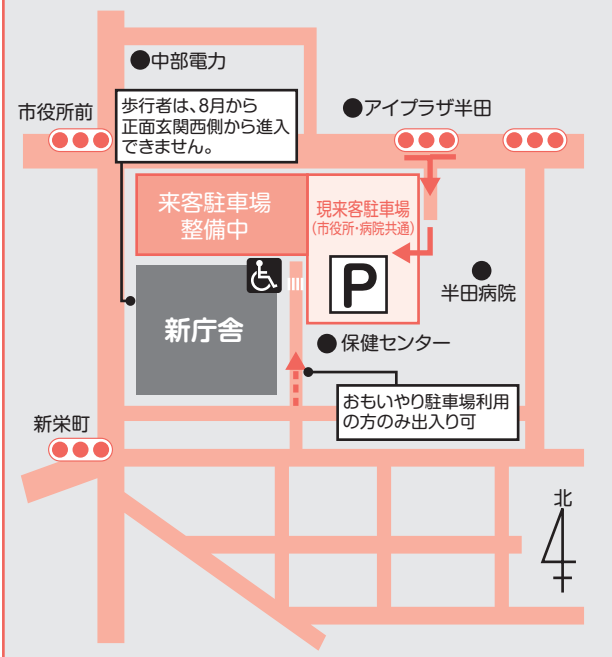 ●中部電力
市役所前
歩行者は、8月から
正面玄関西側から進入
できません。
●アイプラザ半田
来客駐車場
整備中
現来客駐車場
(市役所・病院共通)
P
●
半田病院
新庁舎
●保健センター
おもいやり駐車場利用
の方のみ出入り可
新栄町
北